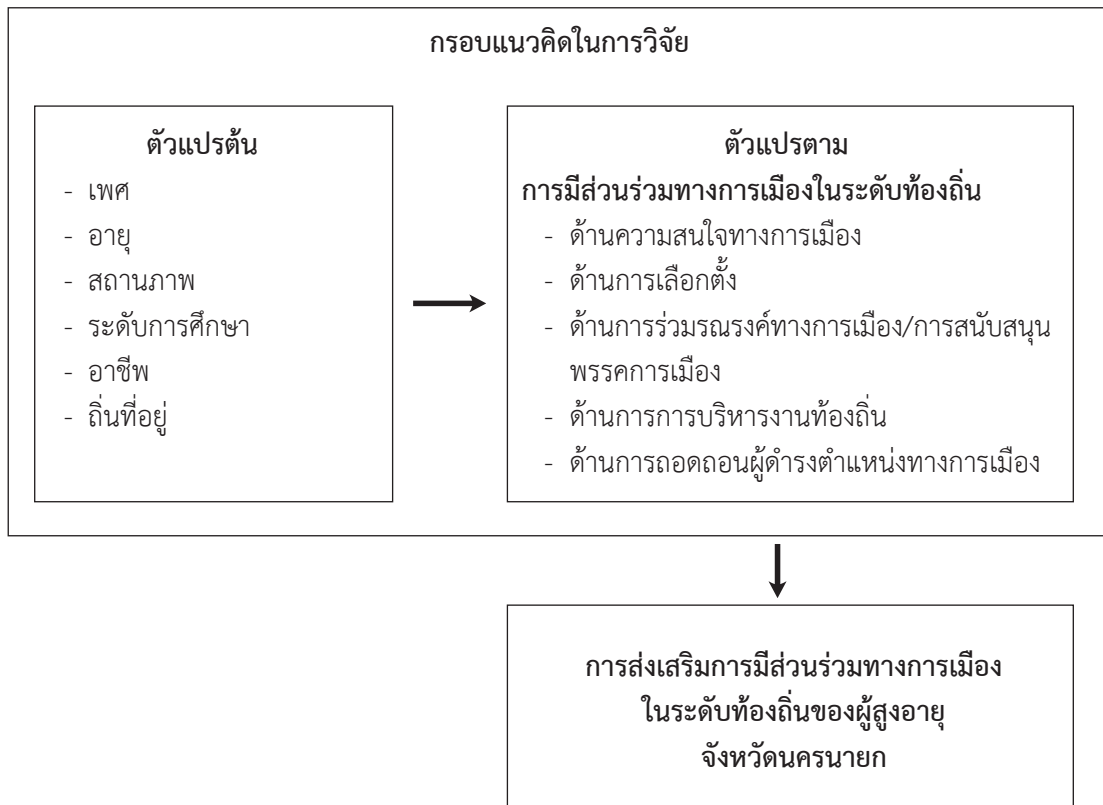 กรอบแนวคิดในการวิจัย
ตัวแปรต้น
- เพศ
- อายุ
- สถานภาพ
- ระดับการศึกษา
- อาชีพ
- ถิ่นที่อยู่
ตัวแปรตาม
การมีส่วนร่วมทางการเมืองในระดับท้องถิ่น
- ด้านความสนใจทางการเมือง
- ด้านการเลือกตั้ง
- ด้านการร่วมรณรงค์ทางการเมือง/การสนับสนุน
พรรคการเมือง
- ด้านการการบริหารงานท้องถิ่น
- ด้านการถอดถอนผู้ดำรงตำแหน่งทางการเมือง
การส่งเสริมการมีส่วนร่วมทางการเมือง
ในระดับท้องถิ่นของผู้สูงอายุ
จังหวัดนครนายก